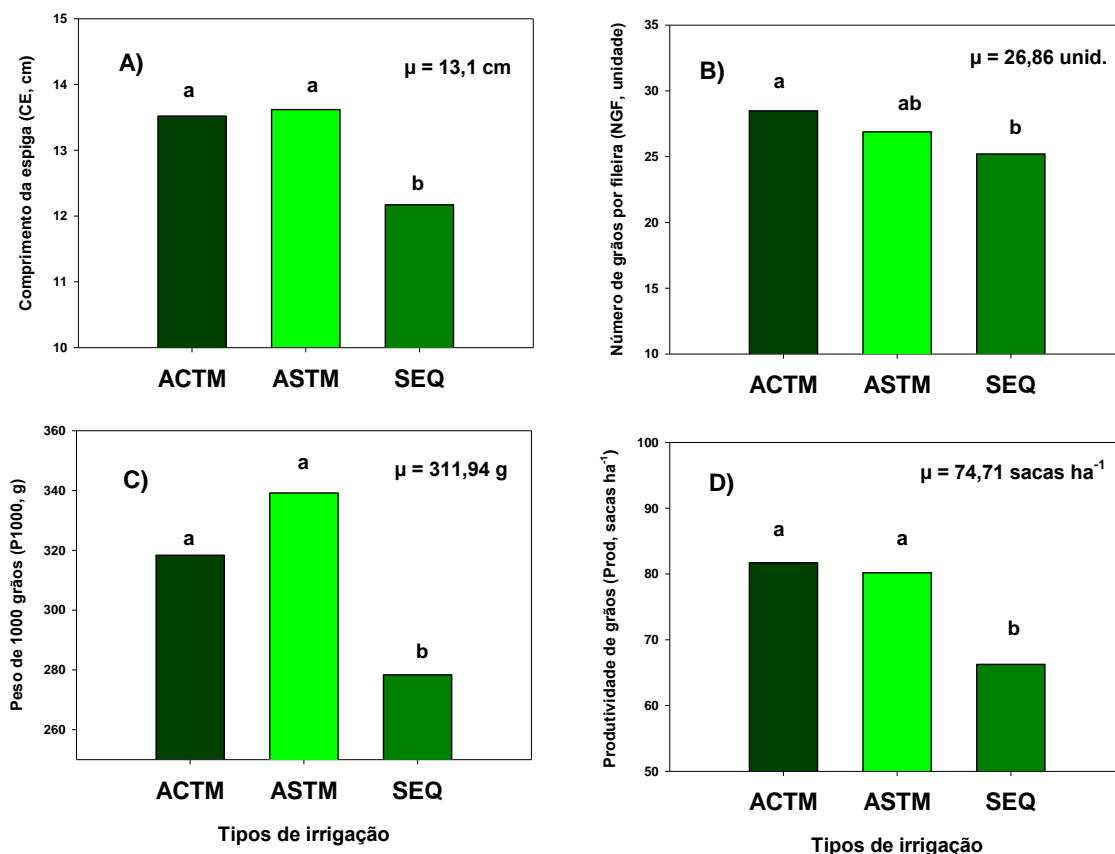 Comprimento da espiga (CE, cm)
15
14
13
12
11
10
A)
μ = 13,1 cm
a
a
b
ACTM ASTM SEQ
Número de grãos por fileira (NGF, unidade)
35
30
25
20
15
10
B)
μ = 26,86 unid.
a
ab
b
ACTM ASTM SEQ
Peso de 1000 grãos (P1000, g)
360
340
320
300
280
260
C)
μ = 311,94 g
a
a
b
ACTM ASTM SEQ
Tipos de irrigação
Produtividade de grãos (Prod, sacas ha⁻¹)
100
90
80
70
60
50
D)
μ = 74,71 sacas ha⁻¹
a
a
b
ACTM ASTM SEQ
Tipos de irrigação